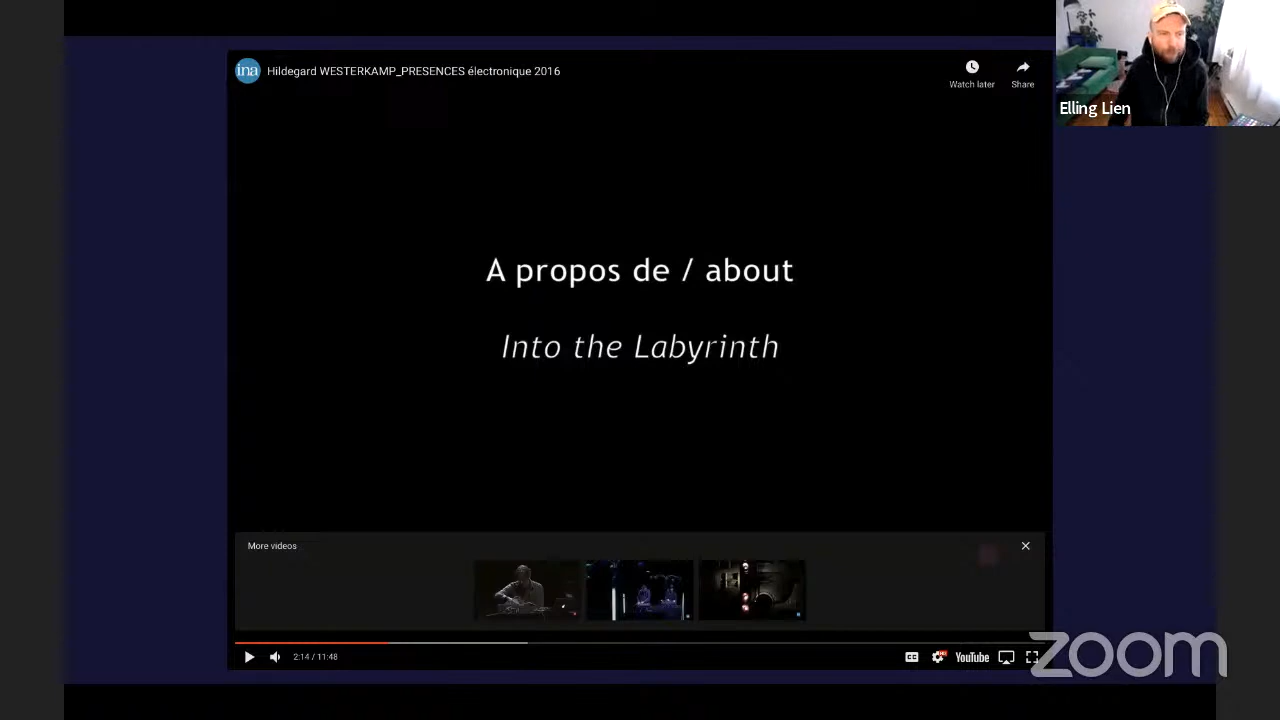 ina
Hildegard WESTERKAMP_PRESENCES électronique 2016
Watch later
Share
Elling Lien
A propos de / about
Into the Labyrinth
More videos
2:14 / 11:48
CC
YouTube
zoom